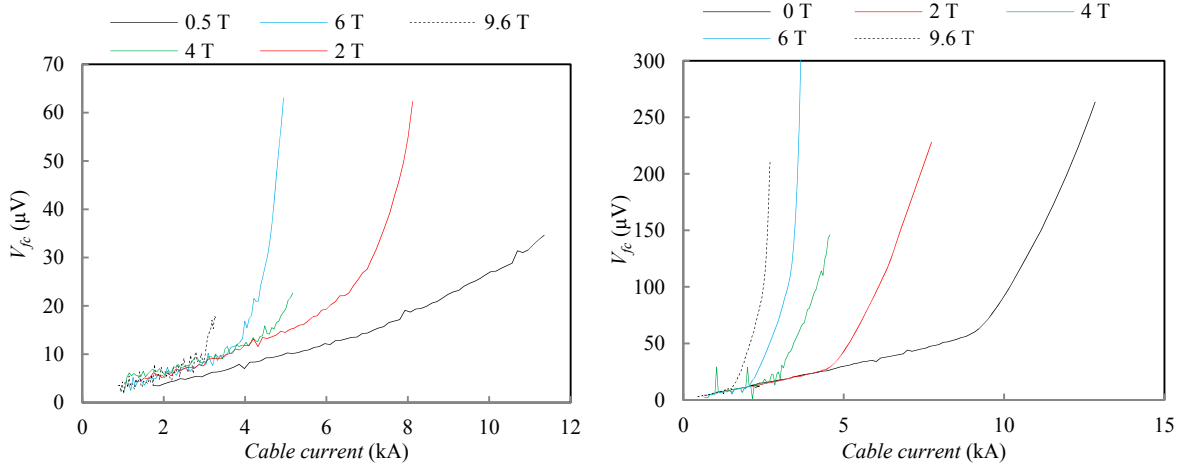 0.5 T 6 T 9.6 T
4 T 2 T
70
60
50
40
30
20
10
0
V_fc (µV)
0 2 4 6 8 10 12
Cable current (kA)
0 T 2 T 4 T
6 T 9.6 T
300
250
200
150
100
50
0
V_fc (µV)
0 5 10 15
Cable current (kA)